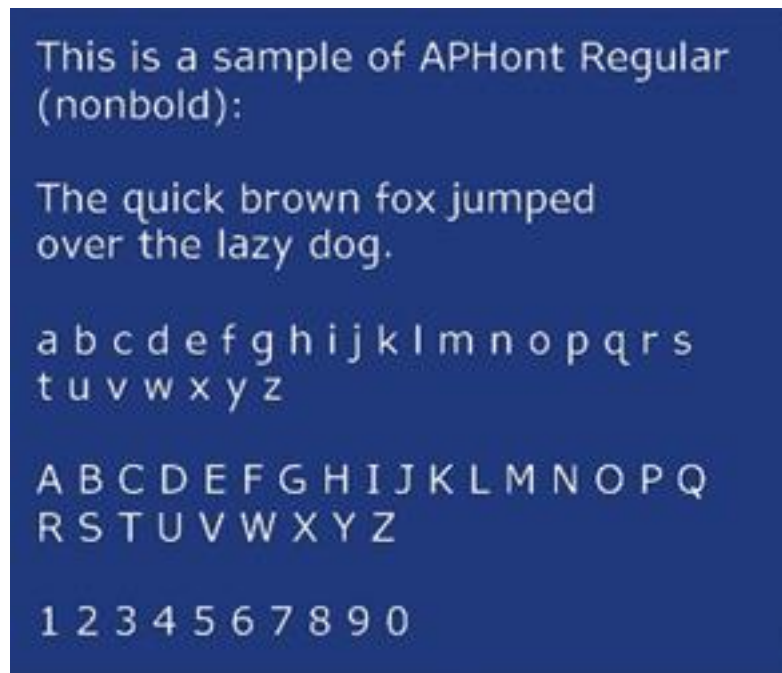 This is a sample of APHont Regular
(nonbold):
The quick brown fox jumped
over the lazy dog.
a b c d e f g h i j k l m n o p q r s
t u v w x y z
A B C D E F G H I J K L M N O P Q
R S T U V W X Y Z
1 2 3 4 5 6 7 8 9 0